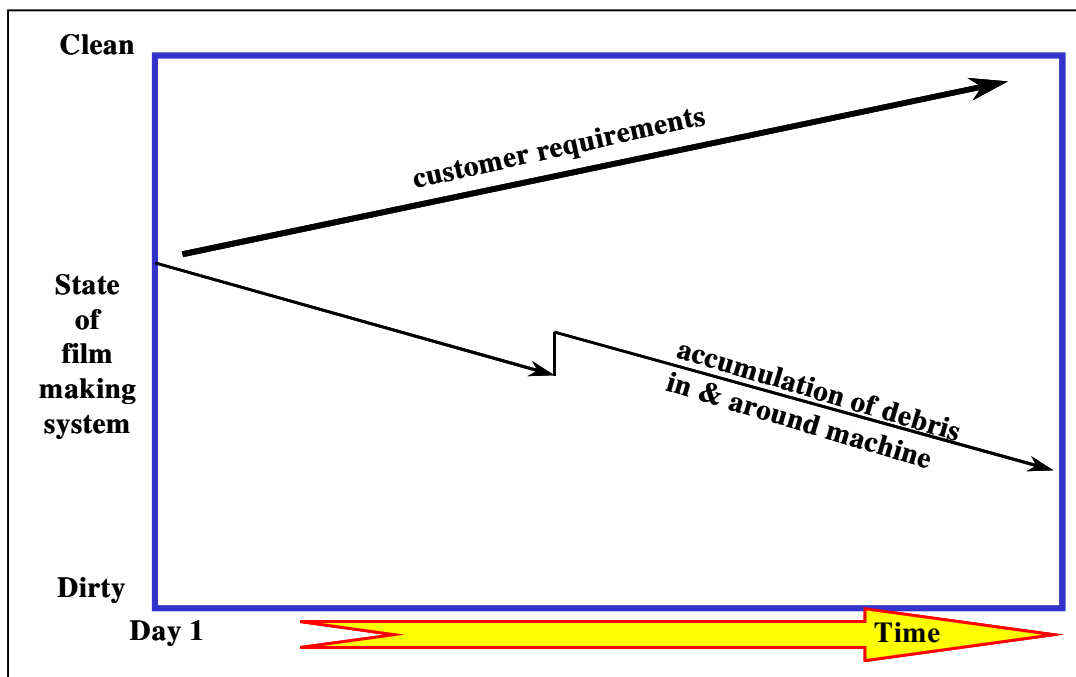 Clean
customer requirements
State
of
film
making
system
accumulation of debris
in & around machine
Dirty
Day 1
Time